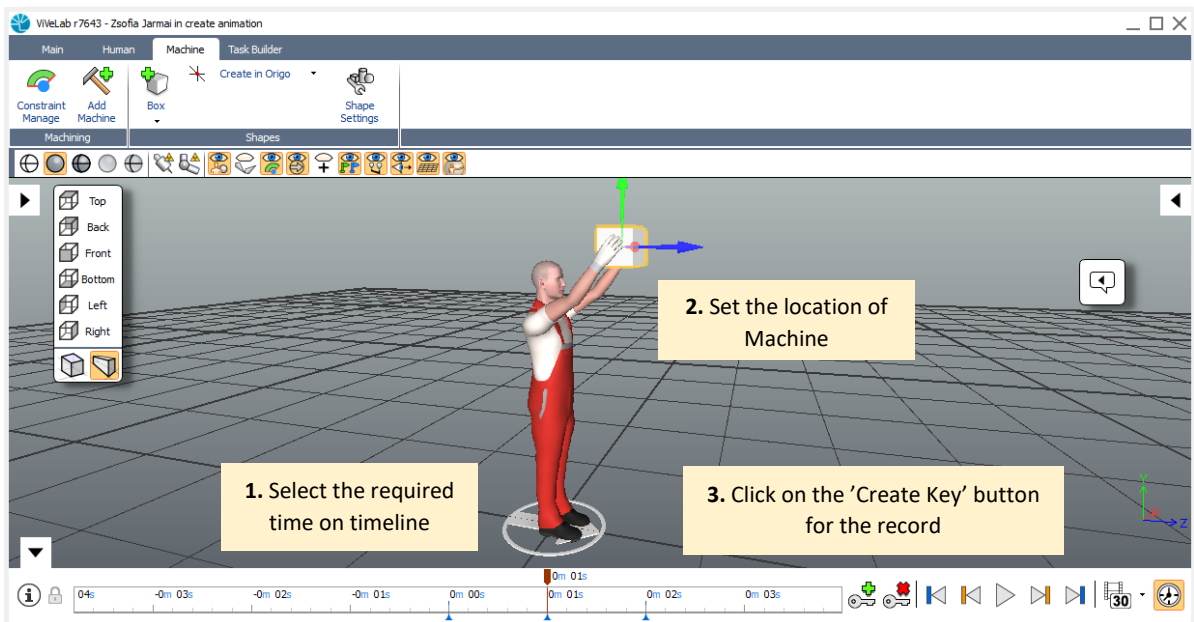 ViVeLab r7643 - Zsofia Jarmai in create animation
Main Human Machine Task Builder
Create in Origo
Constraint Manage
Add Machine
Box
Shape Settings
Machining
Shapes
Top
Back
Front
Bottom
Left
Right
2. Set the location of
Machine
1. Select the required
time on timeline
3. Click on the ’Create Key’ button
for the record
Y
X
Z
0m 01s
04s -0m 03s -0m 02s -0m 01s 0m 00s 0m 01s 0m 02s 0m 03s
30